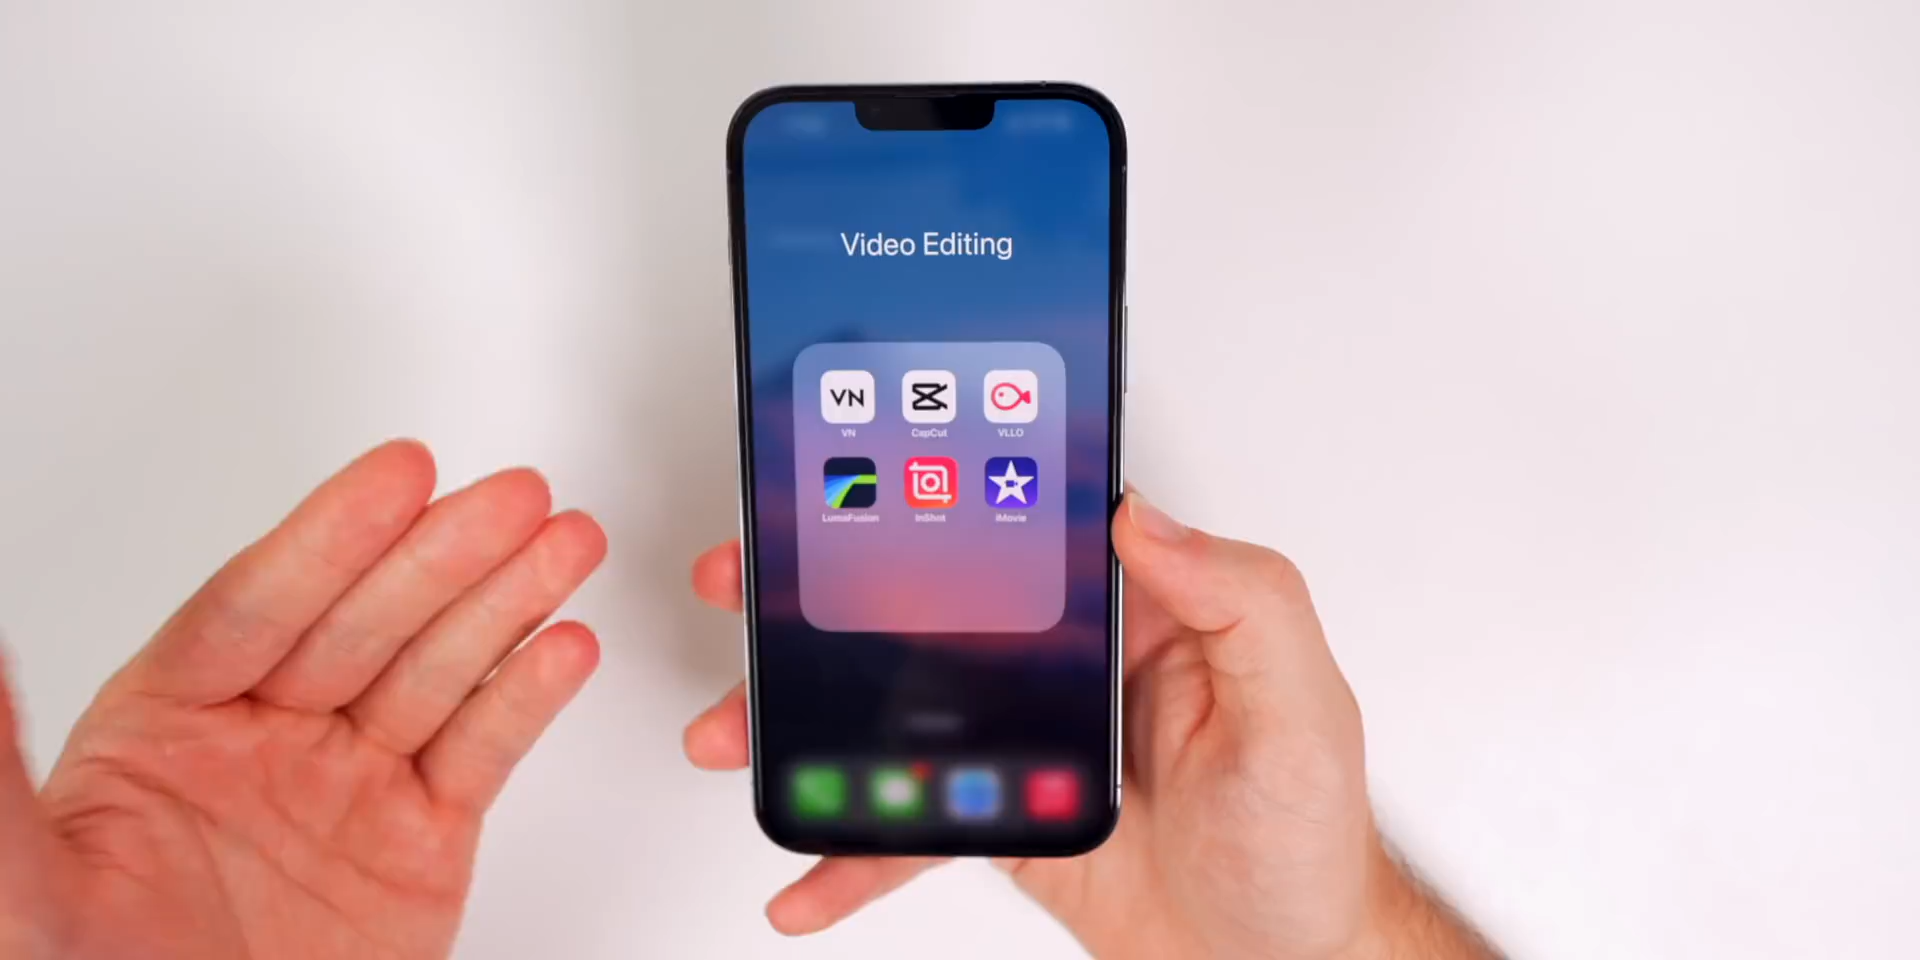 Video Editing
VN
VN CapCut VLLO
LumaFusion InShot iMovie